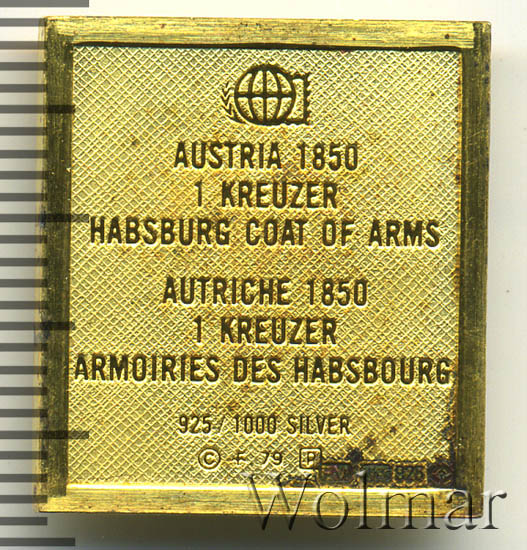 AUSTRIA 1850
1 KREUZER
HABSBURG COAT OF ARMS
AUTRICHE 1850
1 KREUZER
ARMOIRIES DES HABSBOURG
925/1000 SILVER
© F 79 P
925
Wolmar